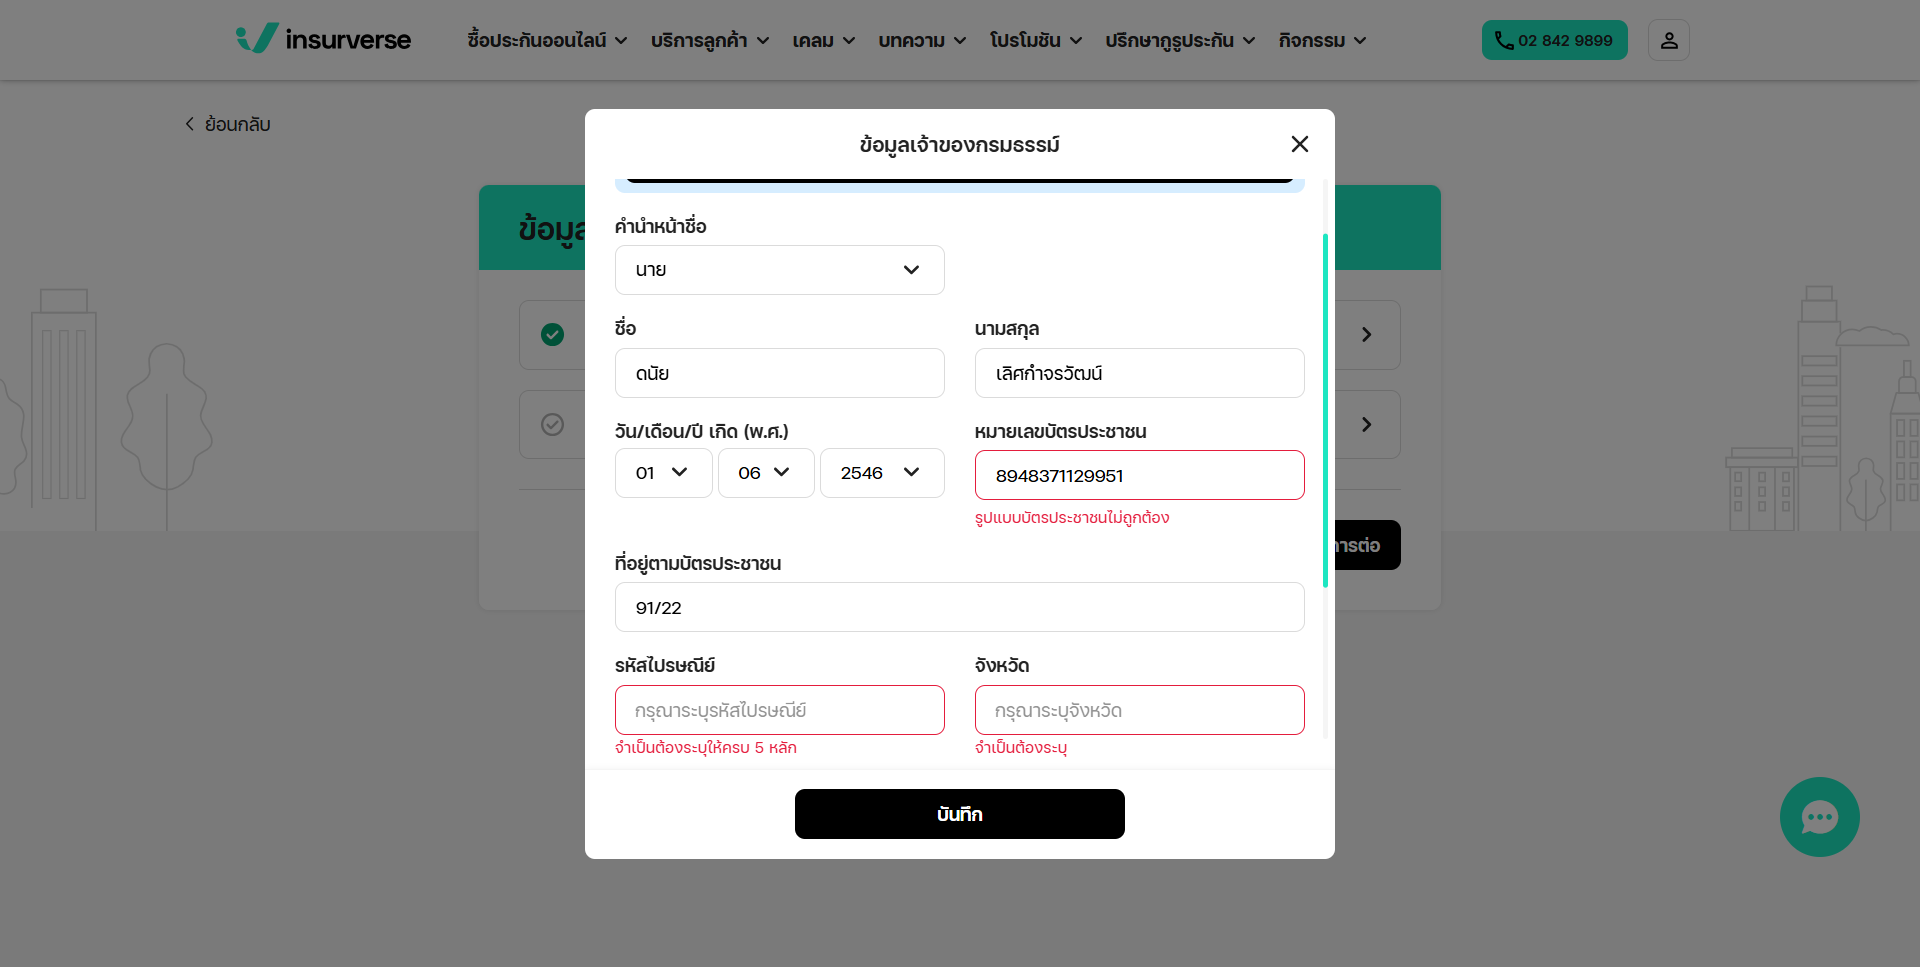 insurverse
ซื้อประกันออนไลน์ บริการลูกค้า เคลม บทความ โปรโมชัน ปรึกษากูรูประกัน กิจกรรม
02 842 9899
ย้อนกลับ
ข้อมูลเจ้าของกรมธรรม์
ข้อมูล
คำนำหน้าชื่อ
นาย
ชื่อ นามสกุล
ดนัย เลิศกำจรวัฒน์
วัน/เดือน/ปี เกิด (พ.ศ.) หมายเลขบัตรประชาชน
01 06 2546 8948371129951
รูปแบบบัตรประชาชนไม่ถูกต้อง
การต่อ
ที่อยู่ตามบัตรประชาชน
91/22
รหัสไปรษณีย์ จังหวัด
กรุณาระบุรหัสไปรษณีย์ กรุณาระบุจังหวัด
จำเป็นต้องระบุให้ครบ 5 หลัก จำเป็นต้องระบุ
บันทึก